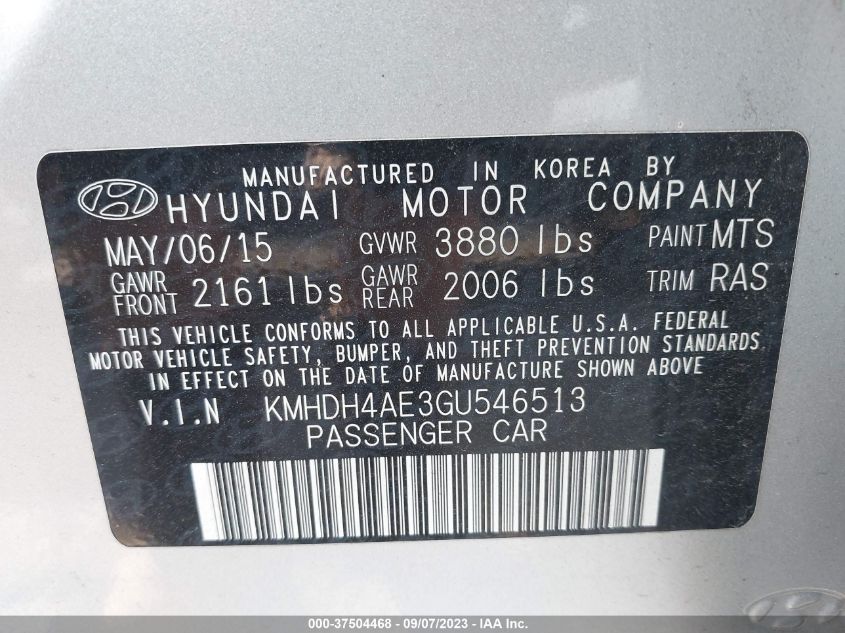 MANUFACTURED IN KOREA BY
HYUNDAI MOTOR COMPANY
MAY/06/15 GVWR 3880 lbs PAINT MTS
GAWR FRONT 2161 lbs GAWR REAR 2006 lbs TRIM RAS
THIS VEHICLE CONFORMS TO ALL APPLICABLE U.S.A. FEDERAL
MOTOR VEHICLE SAFETY, BUMPER, AND THEFT PREVENTION STANDARDS
IN EFFECT ON THE DATE OF MANUFACTURE SHOWN ABOVE
V.I.N KMHDH4AE3GU546513
PASSENGER CAR
000-37504468 - 09/07/2023 - IAA Inc.